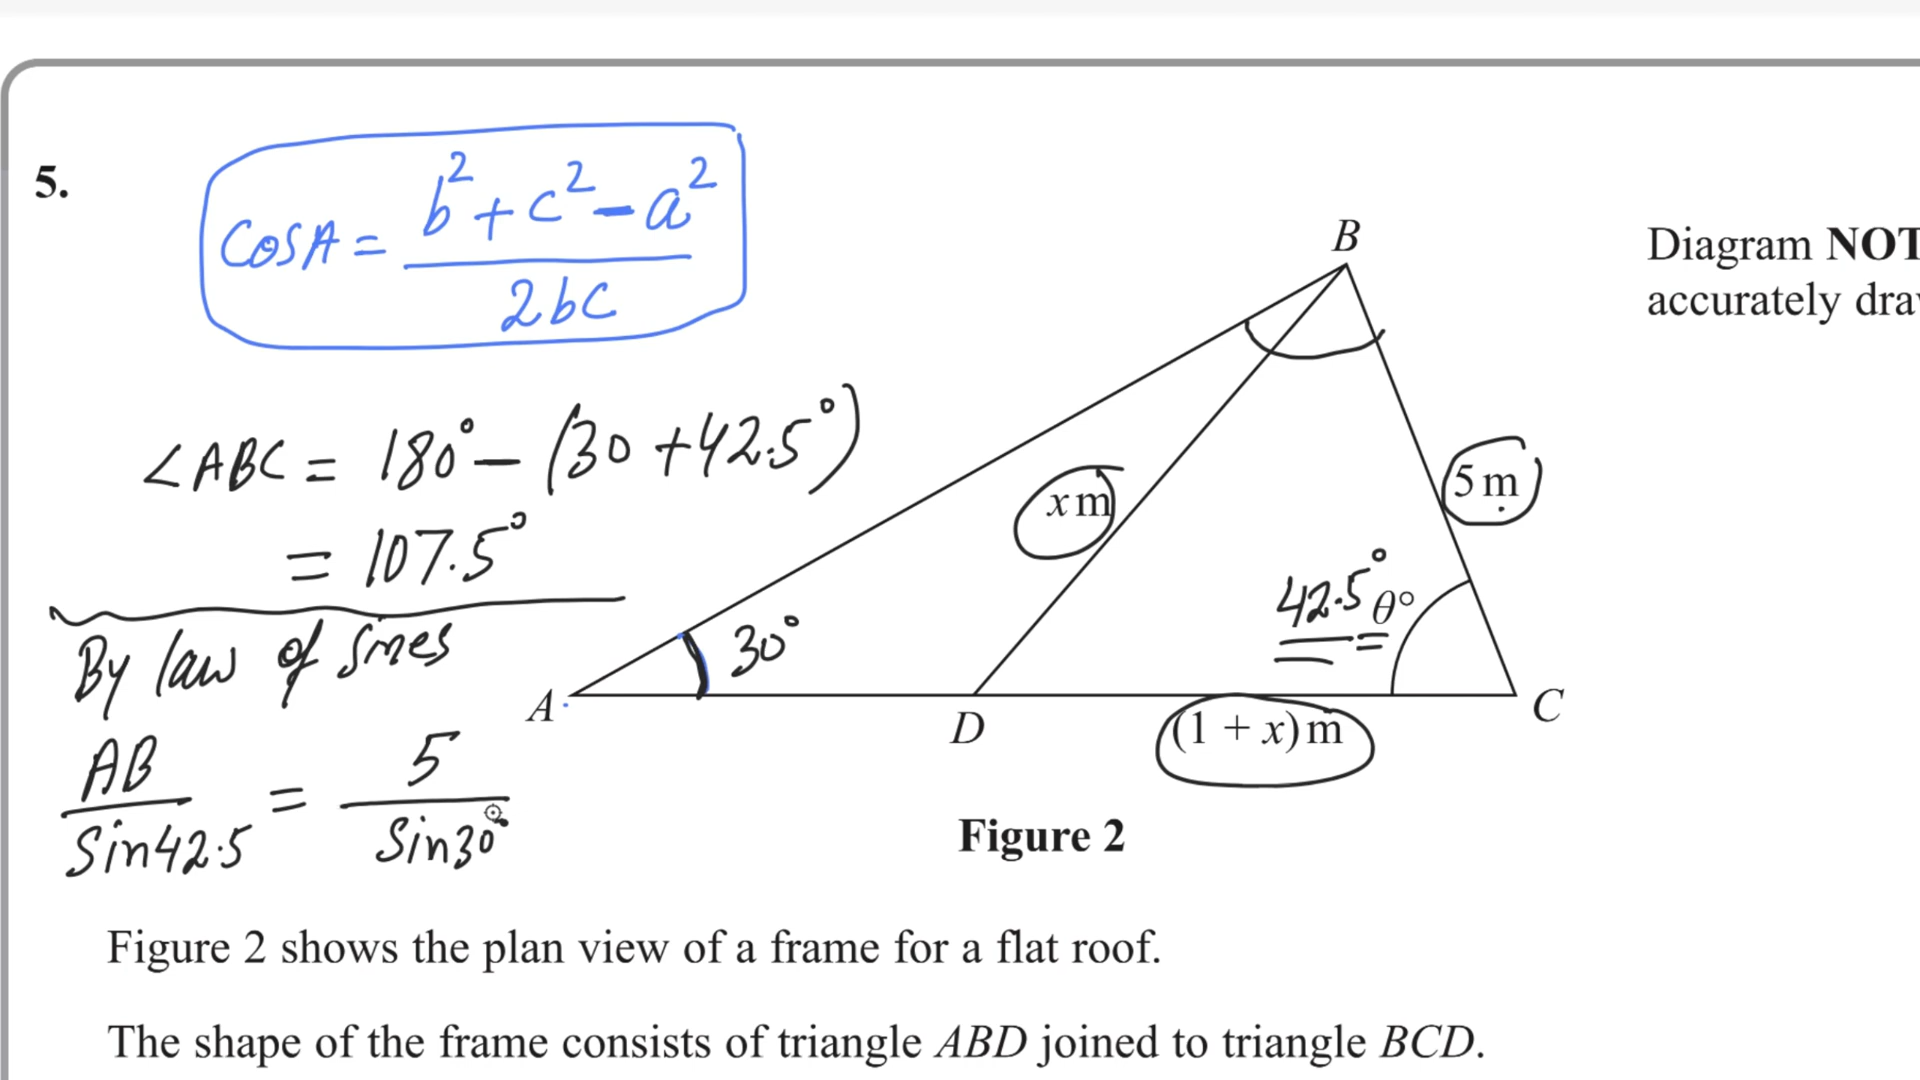 5.
cosA = b²+c²−a² / 2bc
B
Diagram NOT
accurately
∠ABC = 180° − (30 + 42.5°)
= 107.5°
x m
5 m
42.5° θ°
30°
By law of sines
A
D
(1 + x) m
C
AB / Sin42.5 = 5 / Sin30°
Figure 2
Figure 2 shows the plan view of a frame for a flat roof.
The shape of the frame consists of triangle ABD joined to triangle BCD.